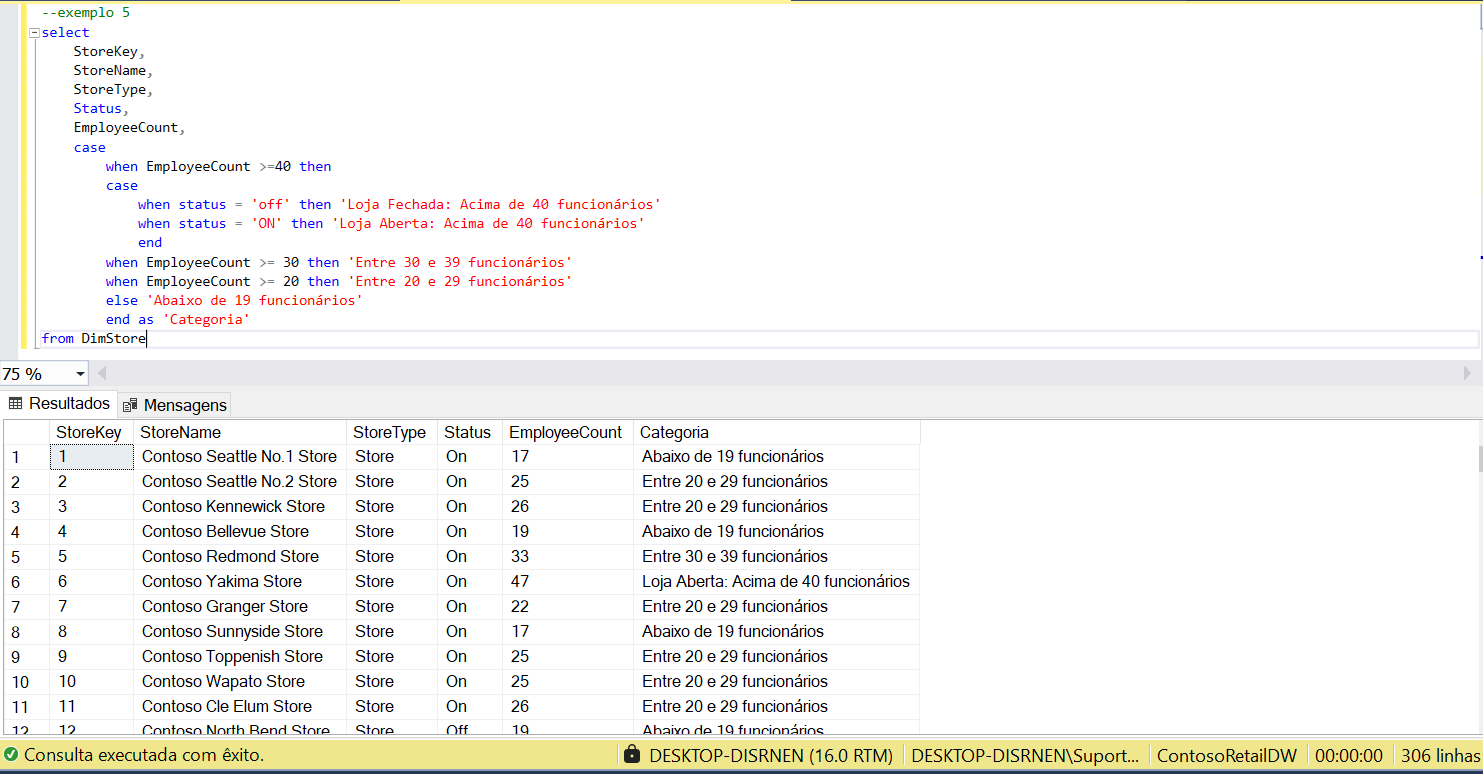 --exemplo 5
select
StoreKey,
StoreName,
StoreType,
Status,
EmployeeCount,
case
when EmployeeCount >=40 then
case
when status = 'off' then 'Loja Fechada: Acima de 40 funcionários'
when status = 'ON' then 'Loja Aberta: Acima de 40 funcionários'
end
when EmployeeCount >= 30 then 'Entre 30 e 39 funcionários'
when EmployeeCount >= 20 then 'Entre 20 e 29 funcionários'
else 'Abaixo de 19 funcionários'
end as 'Categoria'
from DimStore
75 %
Resultados Mensagens
StoreKey StoreName StoreType Status EmployeeCount Categoria
1 1 Contoso Seattle No.1 Store Store On 17 Abaixo de 19 funcionários
2 2 Contoso Seattle No.2 Store Store On 25 Entre 20 e 29 funcionários
3 3 Contoso Kennewick Store Store On 26 Entre 20 e 29 funcionários
4 4 Contoso Bellevue Store Store On 19 Abaixo de 19 funcionários
5 5 Contoso Redmond Store Store On 33 Entre 30 e 39 funcionários
6 6 Contoso Yakima Store Store On 47 Loja Aberta: Acima de 40 funcionários
7 7 Contoso Granger Store Store On 22 Entre 20 e 29 funcionários
8 8 Contoso Sunnyside Store Store On 17 Abaixo de 19 funcionários
9 9 Contoso Toppenish Store Store On 25 Entre 20 e 29 funcionários
10 10 Contoso Wapato Store Store On 25 Entre 20 e 29 funcionários
11 11 Contoso Cle Elum Store Store On 26 Entre 20 e 29 funcionários
12 12 Contoso North Bend Store Store Off 19 Abaixo de 19 funcionários
Consulta executada com êxito. DESKTOP-DISRNEN (16.0 RTM) DESKTOP-DISRNEN\Suport... ContosoRetailDW 00:00:00 306 linhas